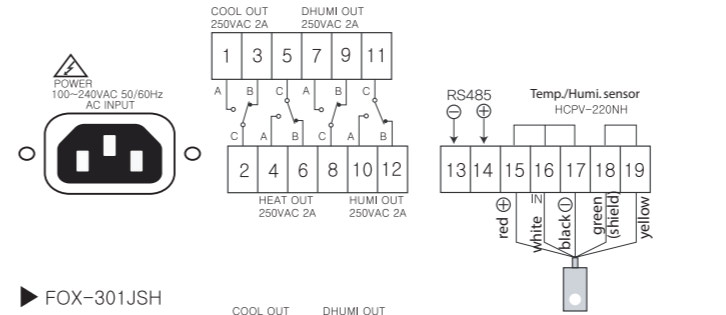 COOL OUT
250VAC 2A
DHUMI OUT
250VAC 2A
1 3 5 7 9 11
POWER
100~240VAC 50/60Hz
AC INPUT
A B C A B C
C A B C A B
2 4 6 8 10 12
HEAT OUT
250VAC 2A
HUMI OUT
250VAC 2A
RS485
Temp./Humi. sensor
HCPV-220NH
13 14 15 16 17 18 19
IN
red ⊕
white
black ⊖
green
(shield)
yellow
FOX-301JSH
COOL OUT
DHUMI OUT